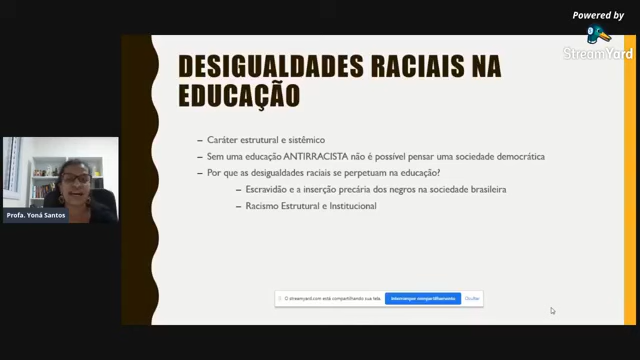 Powered by
StreamYard
DESIGUALDADES RACIAIS NA
EDUCAÇÃO
– Caráter estrutural e sistêmico
– Sem uma educação ANTIRRACISTA não é possível pensar uma sociedade democrática
– Por que as desigualdades raciais se perpetuam na educação?
– Escravidão e a inserção precária dos negros na sociedade brasileira
– Racismo Estrutural e Institucional
Profa. Yoná Santos
O streamyard.com está compartilhando sua tela. Interromper compartilhamento Ocultar